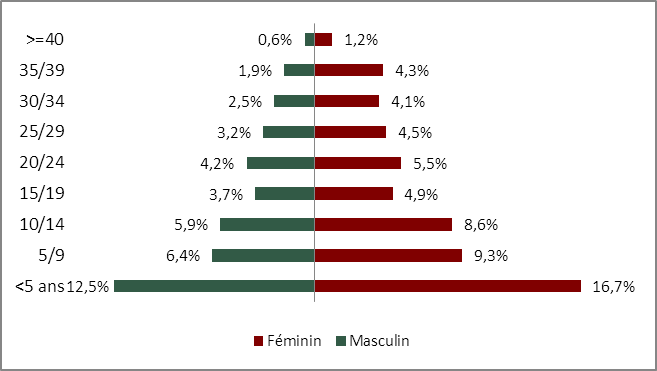 >=40 0,6% 1,2%
35/39 1,9% 4,3%
30/34 2,5% 4,1%
25/29 3,2% 4,5%
20/24 4,2% 5,5%
15/19 3,7% 4,9%
10/14 5,9% 8,6%
5/9 6,4% 9,3%
<5 ans 12,5% 16,7%
Féminin Masculin